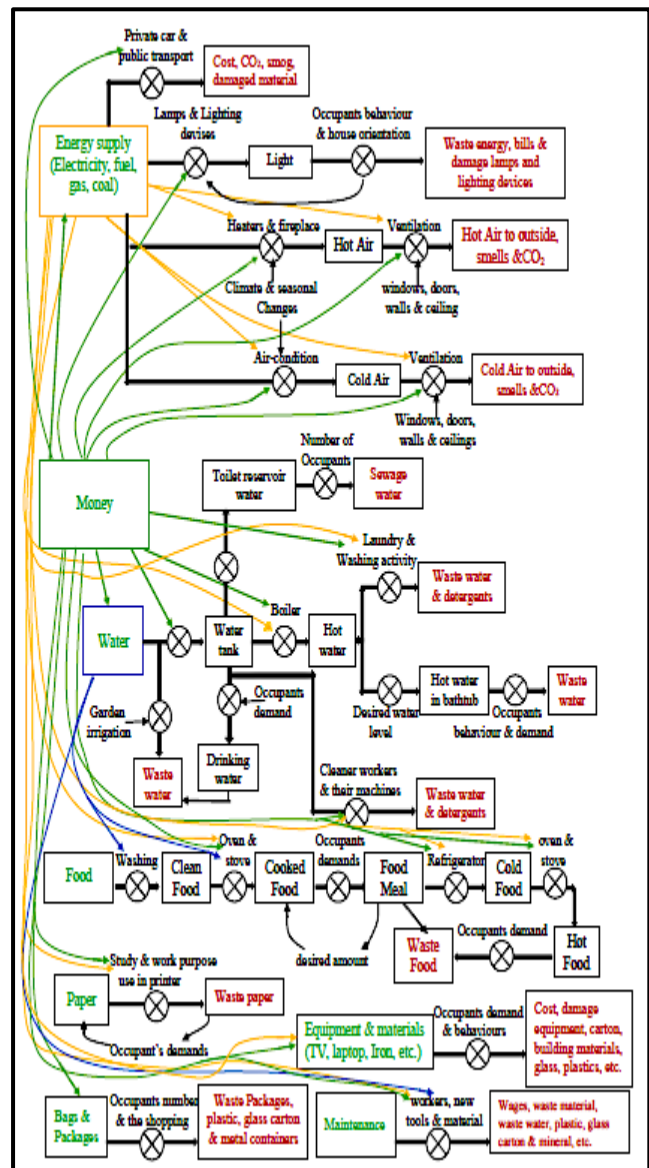 Private car &
public transport
Cost, CO₂, smog,
damaged material
Lamps & Lighting
devises
Occupants behaviour
& house orientation
Energy supply
(Electricity, fuel,
gas, coal)
Light
Waste energy, bills &
damage lamps and
lighting devices
Heaters & fireplace
Ventilation
Hot Air
Hot Air to outside,
smells &CO₂
Climate & seasonal
Changes
windows, doors,
walls & ceiling
Air-condition
Ventilation
Cold Air
Cold Air to outside,
smells &CO₂
Windows, doors,
walls & ceilings
Number of
Occupants
Money
Toilet reservoir
water
Sewage
water
Laundry &
Washing activity
Waste water
& detergents
Boiler
Water
Water
tank
Hot
water
Hot water
in bathtub
Waste
water
Garden
irrigation
Occupants
demand
Desired water
level
Occupants
behaviour & demand
Waste
water
Drinking
water
Cleaner workers
& their machines
Waste water
& detergents
Washing
Oven &
stove
Occupants
demands
Refrigerator
oven &
stove
Food
Clean
Food
Cooked
Food
Food
Meal
Cold
Food
desired amount
Waste
Food
Occupants demand
Hot
Food
Study & work purpose
use in printer
Paper
Waste paper
Occupant's demands
Equipment & materials
(TV, laptop, Iron, etc.)
Occupants demand
& behaviours
Cost, damage
equipment, carton,
building materials,
glass, plastics, etc.
Bags &
Packages
Occupants number
& the shopping
Waste Packages,
plastic, glass carton
& metal containers
Maintenance
workers, new
tools & material
Wages, waste material,
waste water, plastic, glass
carton & mineral, etc.